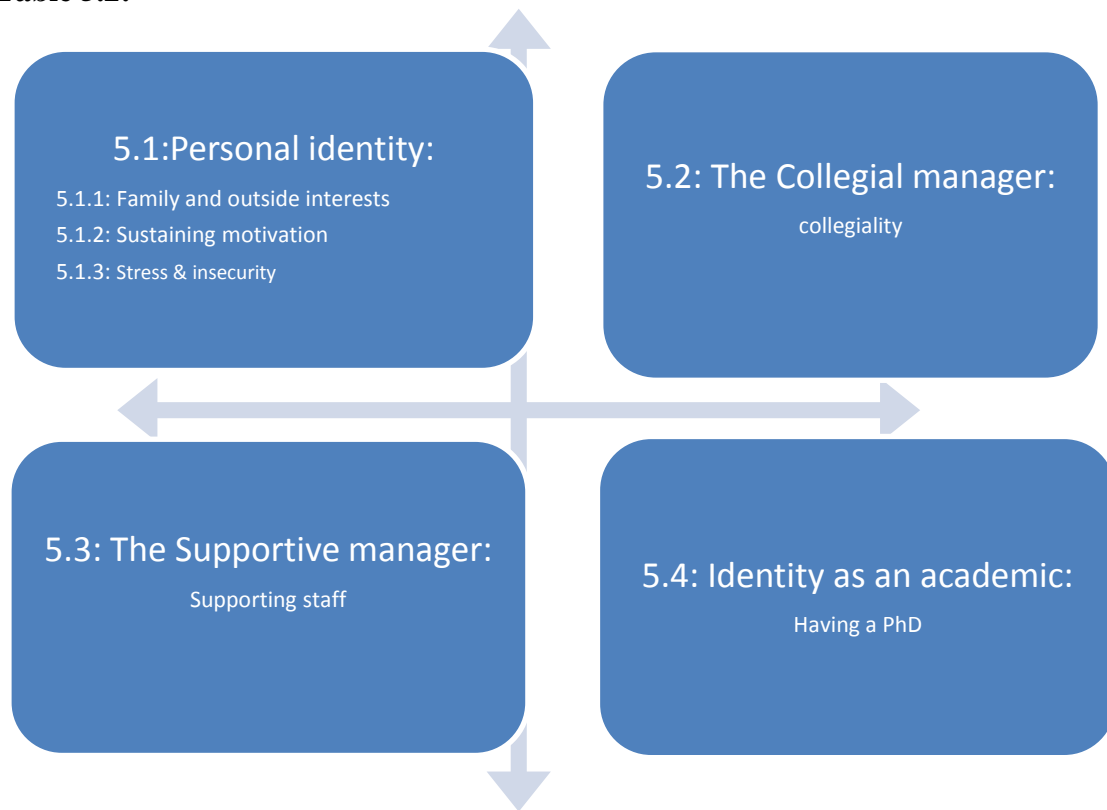 5.1:Personal identity:
5.1.1: Family and outside interests
5.1.2: Sustaining motivation
5.1.3: Stress & insecurity
5.2: The Collegial manager:
collegiality
5.3: The Supportive manager:
Supporting staff
5.4: Identity as an academic:
Having a PhD